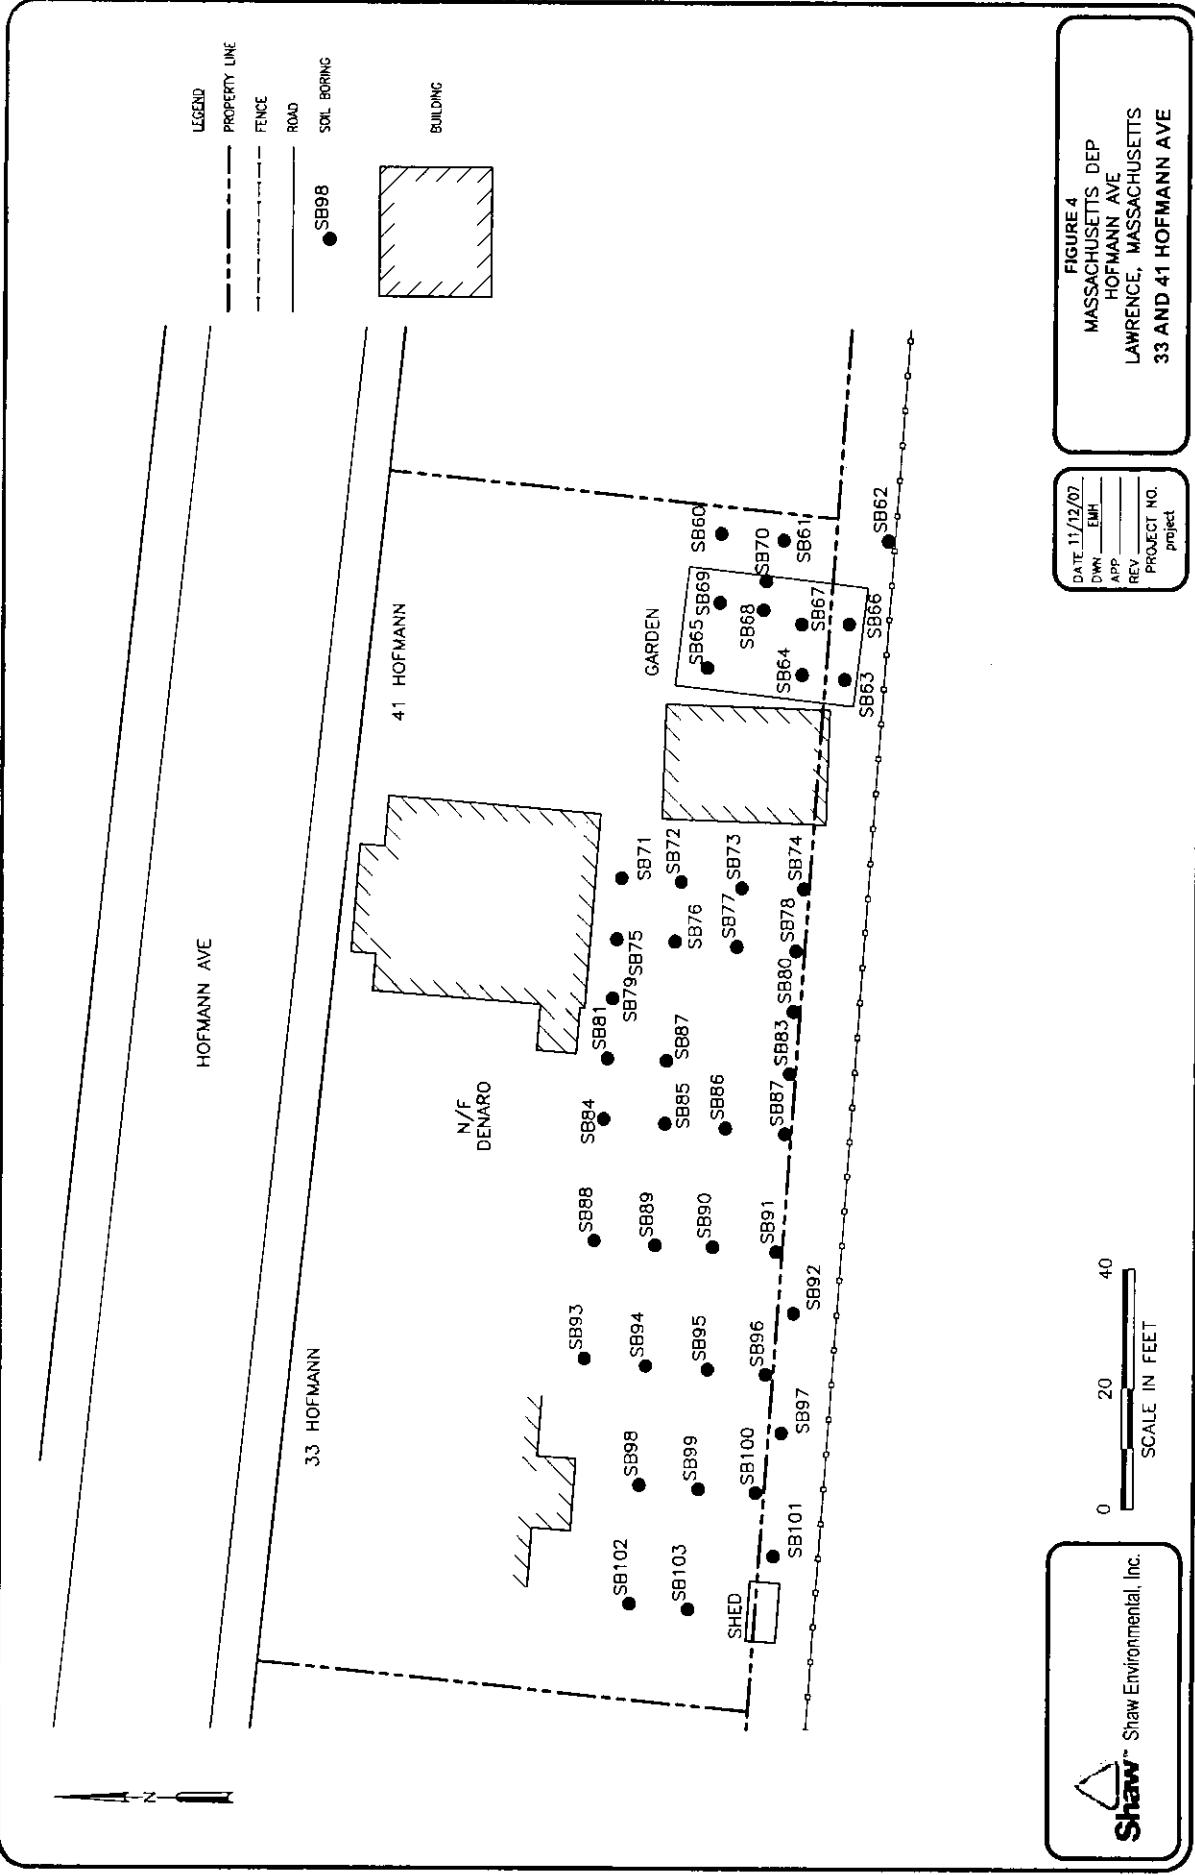 LEGEND
PROPERTY LINE
FENCE
ROAD
SB98
SOIL BORING
BUILDING
N
HOFMANN AVE
33 HOFMANN
41 HOFMANN
N/F
DENARO
GARDEN
SHED
SB60
SB61
SB62
SB63
SB64
SB65
SB66
SB67
SB68
SB69
SB70
SB71
SB72
SB73
SB74
SB75
SB76
SB77
SB78
SB79
SB80
SB81
SB87
SB83
SB84
SB85
SB86
SB87
SB88
SB89
SB90
SB91
SB92
SB93
SB94
SB95
SB96
SB97
SB98
SB99
SB100
SB101
SB102
SB103
Shaw™ Shaw Environmental, Inc.
0 20 40
SCALE IN FEET
DATE 11/12/07
DWN EMH
APP
REV
PROJECT NO.
project
FIGURE 4
MASSACHUSETTS DEP
HOFMANN AVE
LAWRENCE, MASSACHUSETTS
33 AND 41 HOFMANN AVE